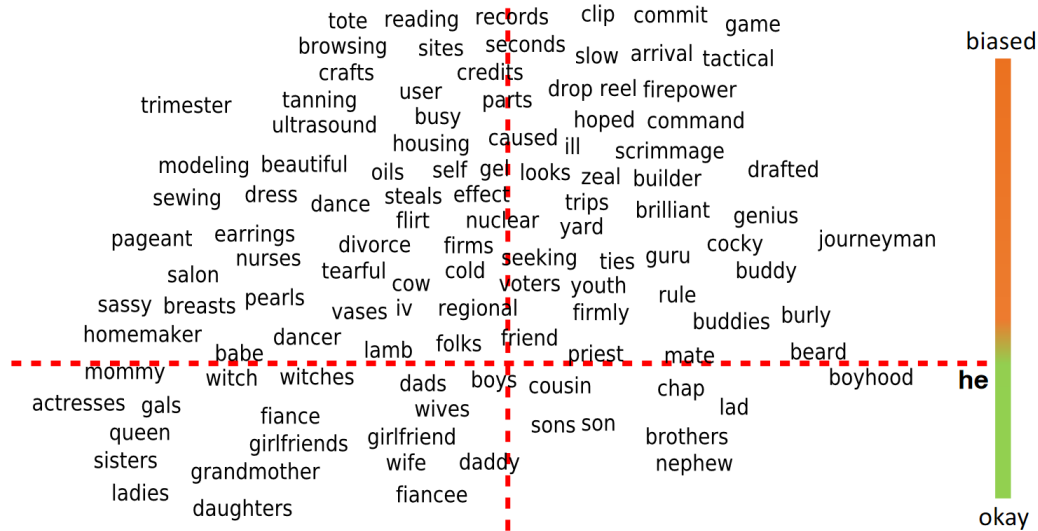 tote reading records clip commit game
biased
browsing sites seconds slow arrival tactical
crafts credits
trimester tanning user parts drop reel firepower
ultrasound busy hoped command
housing caused ill scrimmage
modeling beautiful oils self gel looks zeal builder drafted
sewing dress dance steals effect trips brilliant genius
flirt nuclear yard
pageant earrings divorce firms seeking ties guru cocky journeyman
nurses
salon tearful cold buddy
cow voters youth rule
sassy breasts pearls vases iv regional firmly buddies burly
homemaker dancer lamb folks friend
babe priest mate beard
mommy witch witches dads boys cousin chap boyhood he
actresses gals fiance wives lad
queen girlfriends girlfriend sons son brothers
sisters grandmother wife daddy nephew
ladies daughters fiancee
okay